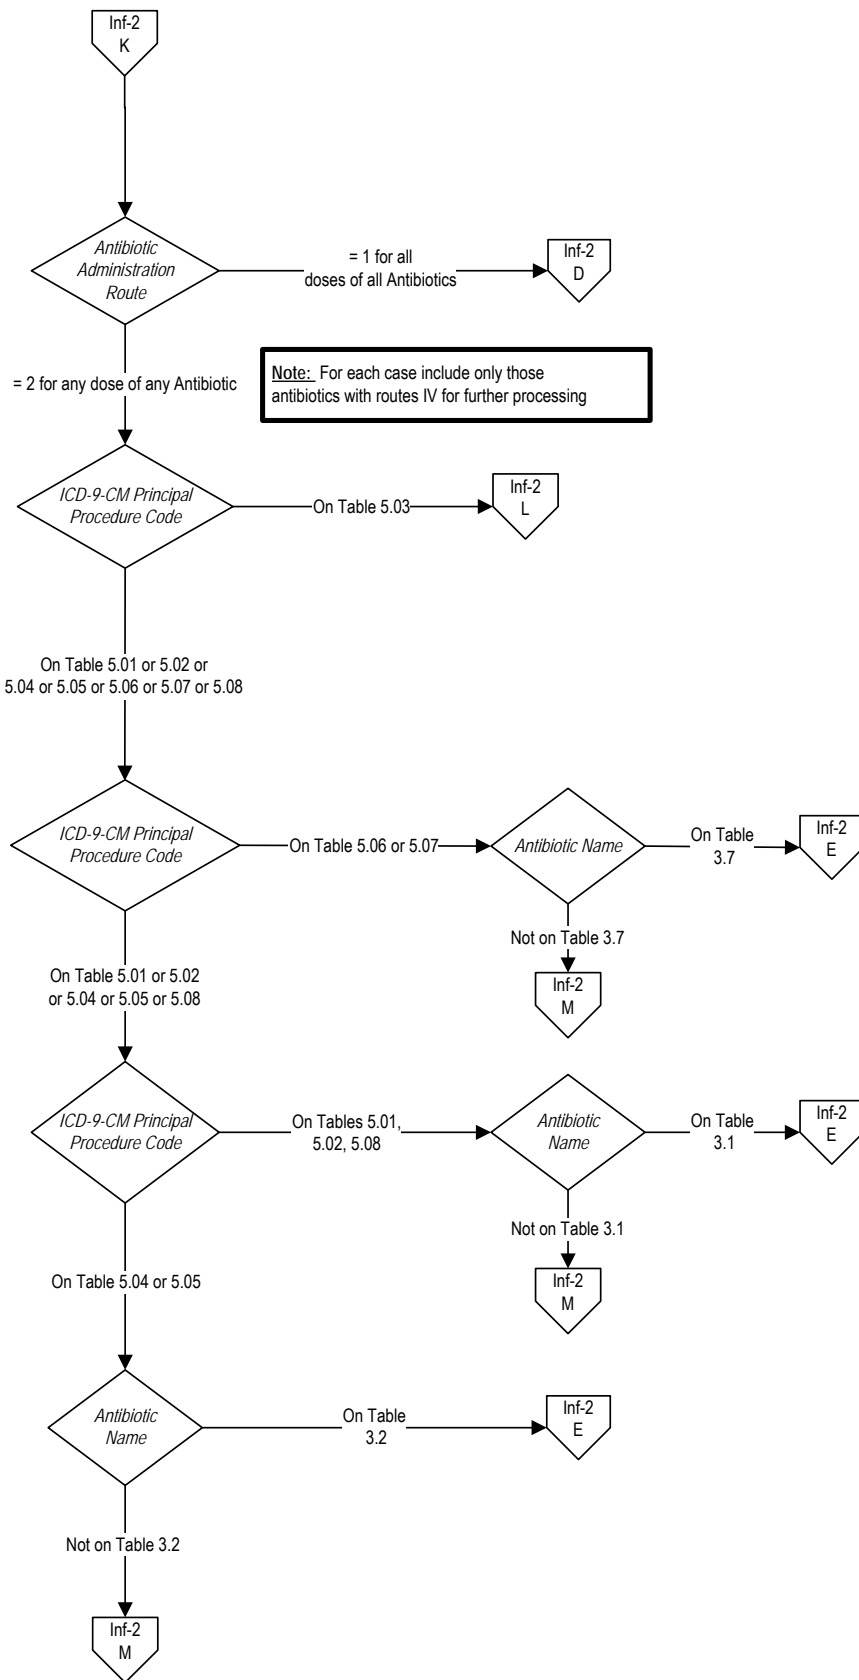 Inf-2
K
Antibiotic
Administration
Route
= 1 for all
doses of all Antibiotics
Inf-2
D
= 2 for any dose of any Antibiotic
Note: For each case include only those
antibiotics with routes IV for further processing
ICD-9-CM Principal
Procedure Code
On Table 5.03
Inf-2
L
On Table 5.01 or 5.02 or
5.04 or 5.05 or 5.06 or 5.07 or 5.08
ICD-9-CM Principal
Procedure Code
On Table 5.06 or 5.07
Antibiotic Name
On Table
3.7
Inf-2
E
Not on Table 3.7
Inf-2
M
On Table 5.01 or 5.02
or 5.04 or 5.05 or 5.08
ICD-9-CM Principal
Procedure Code
On Tables 5.01,
5.02, 5.08
Antibiotic
Name
On Table
3.1
Inf-2
E
Not on Table 3.1
Inf-2
M
On Table 5.04 or 5.05
Antibiotic
Name
On Table
3.2
Inf-2
E
Not on Table 3.2
Inf-2
M